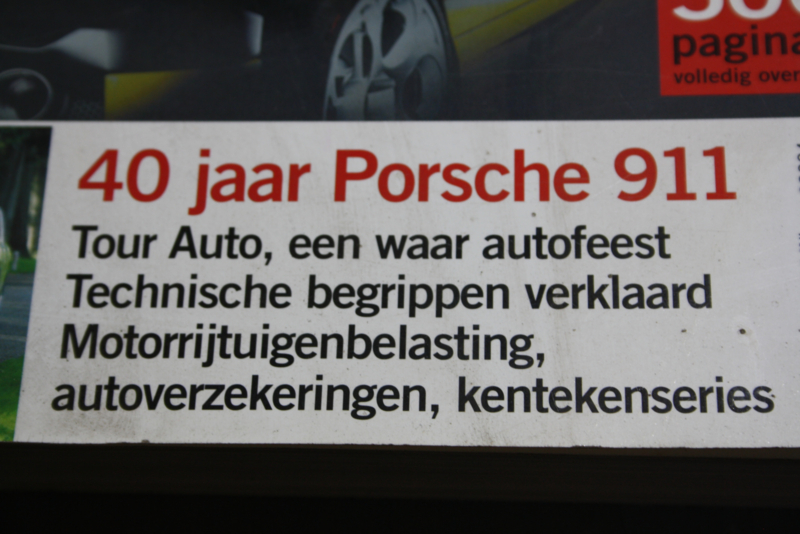 pagina
volledig over
40 jaar Porsche 911
Tour Auto, een waar autofeest
Technische begrippen verklaard
Motorrijtuigenbelasting,
autoverzekeringen, kentekenseries